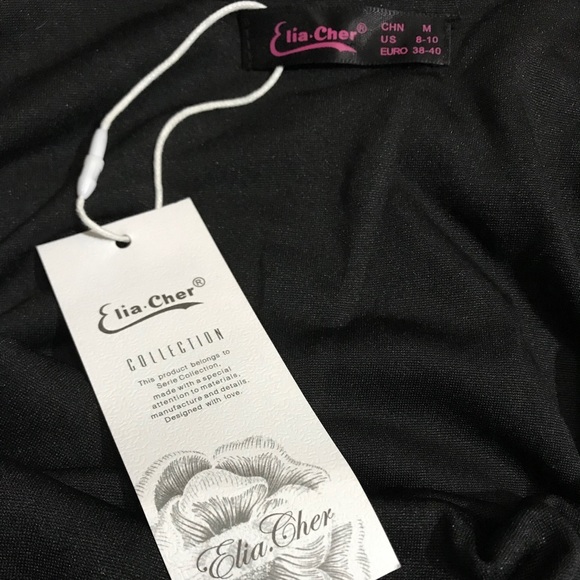 Elia·Cher®
CHN M
US 8-10
EURO 38-40
Elia·Cher®
COLLECTION
This product belongs to
Serie Collection,
made with a special
attention to materials,
manufacture and details.
Designed with love.
Elia.Cher